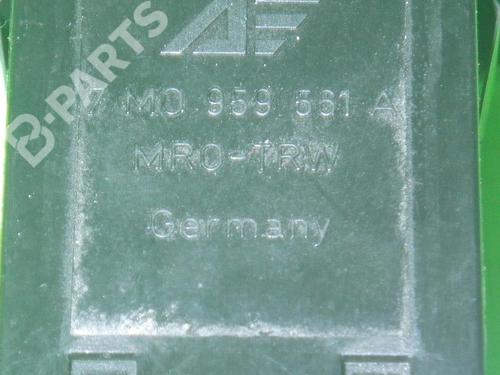 B-PARTS
7M0 959 561 A
MRO-TRW
Germany